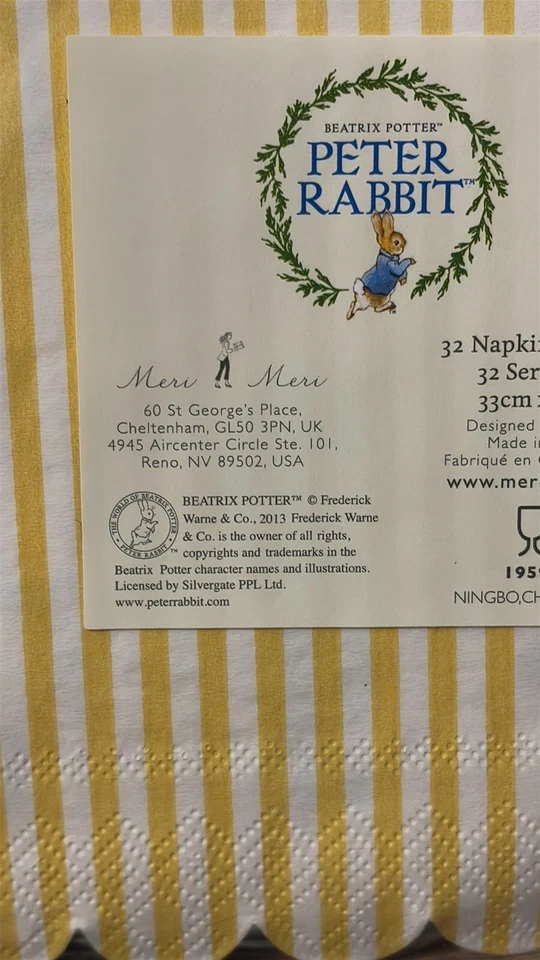 BEATRIX POTTER™
PETER
RABBIT™
TM
Meri Meri
60 St George's Place,
Cheltenham, GL50 3PN, UK
4945 Aircenter Circle Ste. 101,
Reno, NV 89502, USA
32 Napki
32 Ser
33cm
Designed
Made i
Fabriqué en
www.mer
195
NINGBO,CH
THE WORLD OF BEATRIX POTTER
PETER RABBIT
TM
BEATRIX POTTER™ © Frederick
Warne & Co., 2013 Frederick Warne
& Co. is the owner of all rights,
copyrights and trademarks in the
Beatrix Potter character names and illustrations.
Licensed by Silvergate PPL Ltd.
www.peterrabbit.com